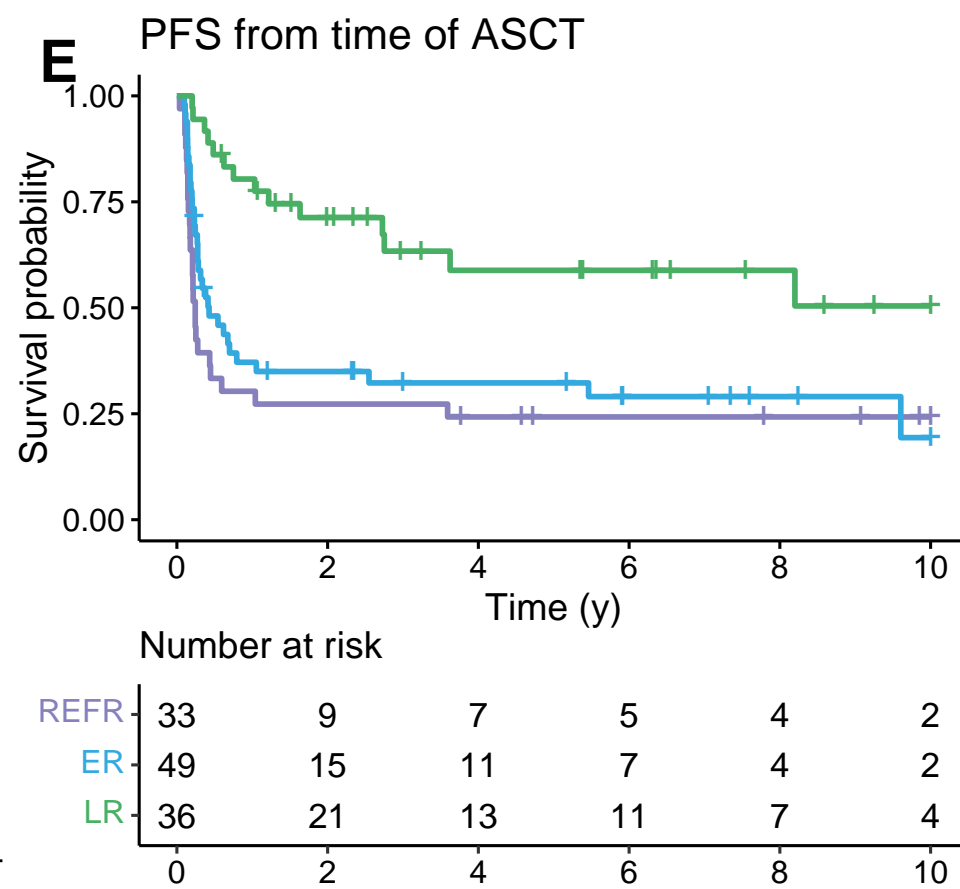 E
PFS from time of ASCT
Survival probability
1.00
0.75
0.50
0.25
0.00
0 2 4 6 8 10
Time (y)
Number at risk
REFR 33 9 7 5 4 2
ER 49 15 11 7 4 2
LR 36 21 13 11 7 4
0 2 4 6 8 10